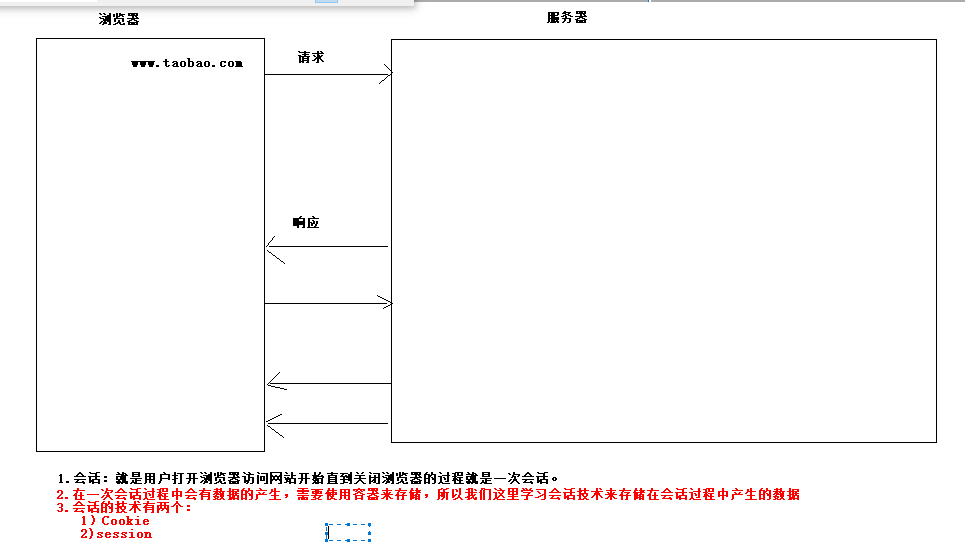 浏览器
服务器
www.taobao.com
请求
响应
1.会话：就是用户打开浏览器访问网站开始直到关闭浏览器的过程就是一次会话。
2.在一次会话过程中会有数据的产生，需要使用容器来存储，所以我们这里学习会话技术来存储在会话过程中产生的数据
3.会话的技术有两个：
1）Cookie
2)session